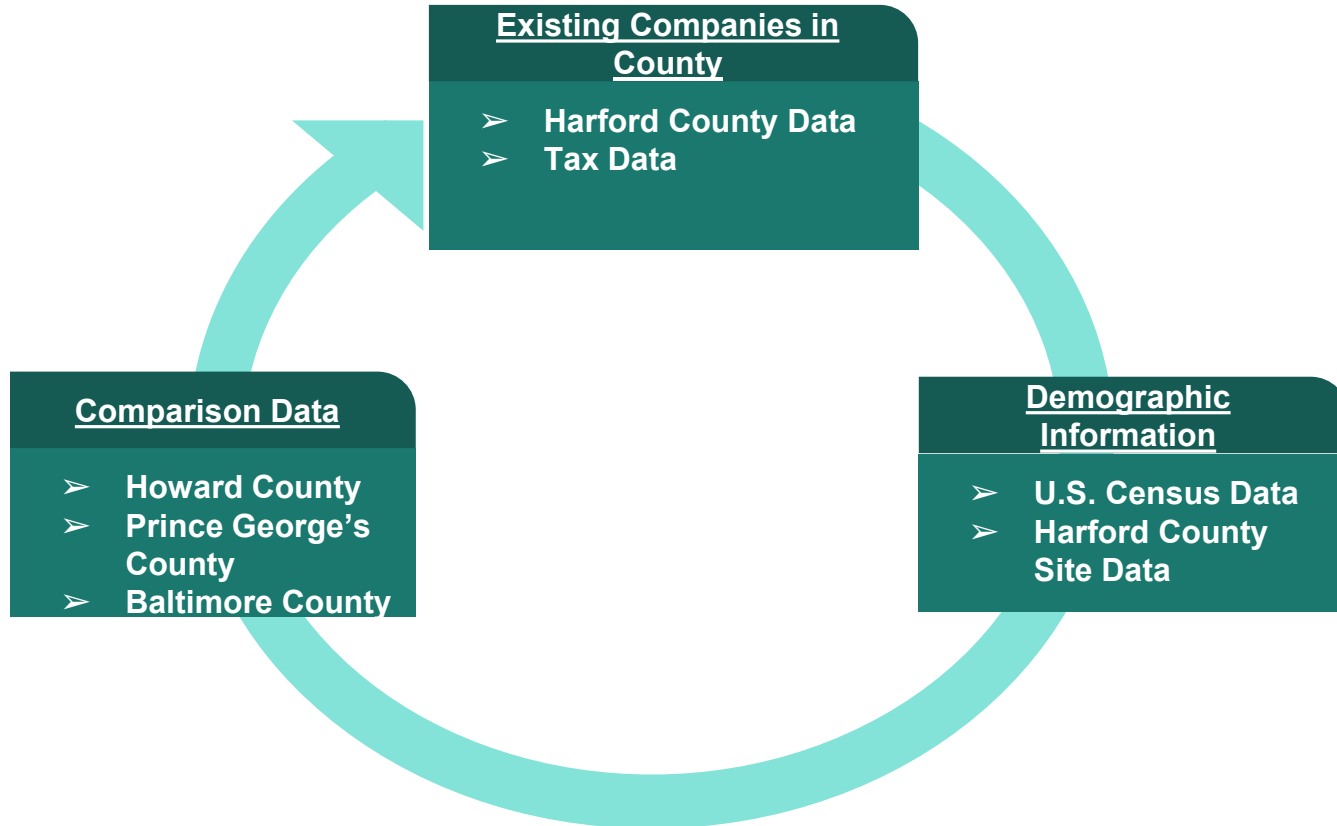 Existing Companies in
County
➢ Harford County Data
➢ Tax Data
Comparison Data
➢ Howard County
➢ Prince George’s
County
➢ Baltimore County
Demographic
Information
➢ U.S. Census Data
➢ Harford County
Site Data